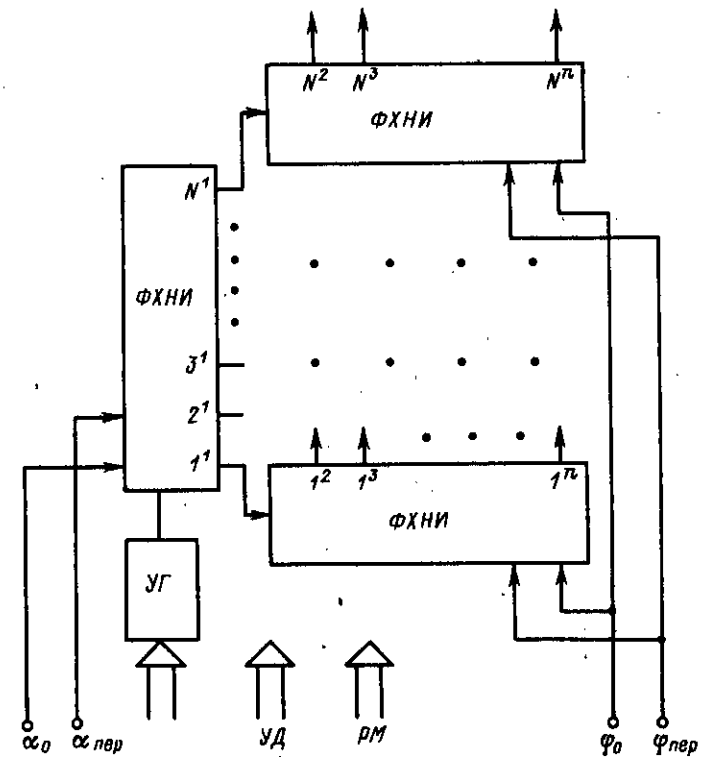 N² N³ Nⁿ
ФХНИ
N¹
ФХНИ
3¹
2¹
1¹
1² 1³ 1ⁿ
ФХНИ
УГ
α₀ α пер УД РМ φ₀ φпер